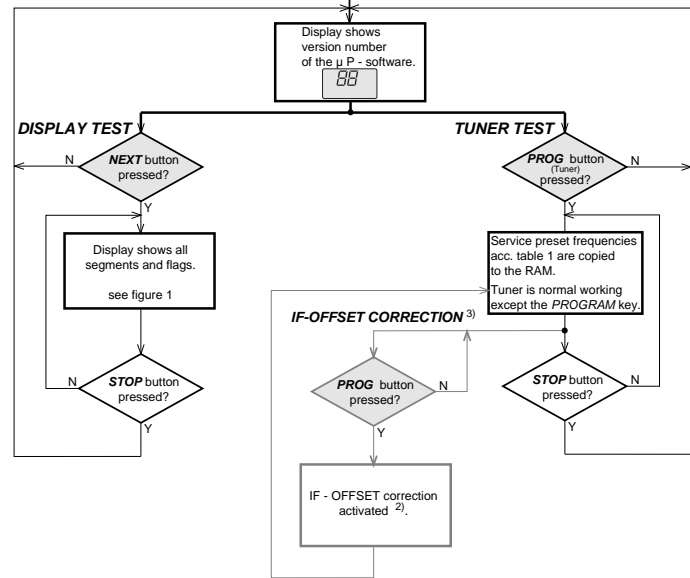 Display shows
version number
of the µ P - software.
88
DISPLAY TEST
TUNER TEST
N
NEXT button
pressed?
Y
PROG button
(Tuner)
pressed?
N
Y
Display shows all
segments and flags.
see figure 1
Service preset frequencies
acc. table 1 are copied
to the RAM.
Tuner is normal working
except the PROGRAM key.
IF-OFFSET CORRECTION 3)
N
STOP button
pressed?
Y
PROG button
pressed?
N
Y
STOP button
pressed?
N
Y
IF - OFFSET correction
activated 2).